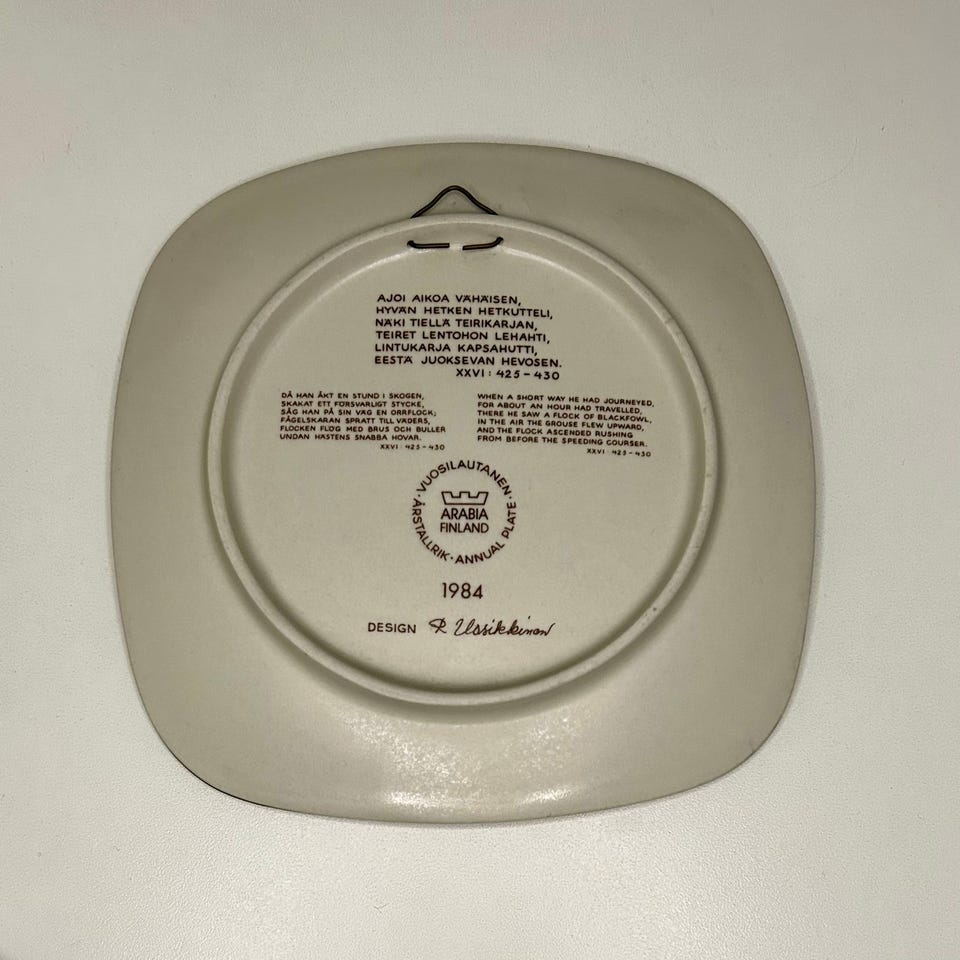 AJOI AIKOA VÄHÄISEN,
HYVÄN HETKEN HETKUTTELI,
NÄKI TIELLÄ TEIRIKARJAN,
TEIRET LENTOHON LEHAHTI,
LINTUKARJA KAPSAHUTTI,
EESTÄ JUOKSEVAN HEVOSEN.
XXVI: 425-430
DÅ HAN ÅKT EN STUND I SKOGEN,
SKAKAT ETT FÖRSVARLIGT STYCKE,
SÅG HAN PÅ SIN VÄG EN ORRFLOCK;
FÅGELSKARAN SPRATT TILL VÄDERS,
FLOCKEN FLÖG MED BRUS OCH BULLER
UNDAN HÄSTENS SNABBA HOVAR.
XXVI: 425-430
WHEN A SHORT WAY HE HAD JOURNEYED,
FOR ABOUT AN HOUR HAD TRAVELLED,
THERE HE SAW A FLOCK OF BLACKFOWL,
IN THE AIR THE GROUSE FLEW UPWARD,
AND THE FLOCK ASCENDED RUSHING
FROM BEFORE THE SPEEDING COURSER.
XXVI: 425-430
·VUOSILAUTANEN·
ARABIA
FINLAND
ÅRSTALLRIK·ANNUAL PLATE
1984
DESIGN R Uosikkinen